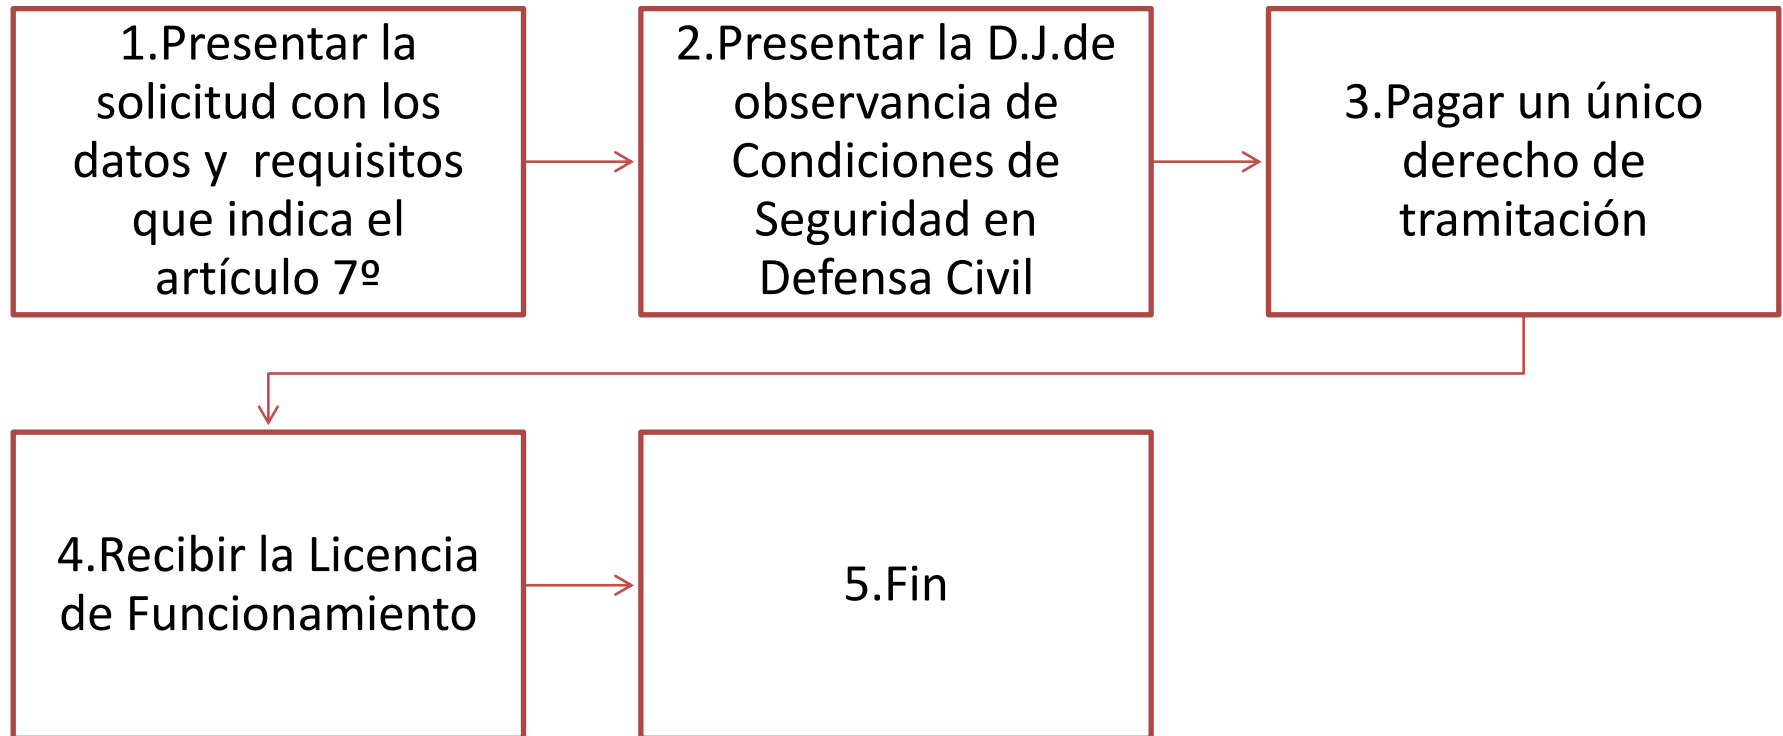 1.Presentar la
solicitud con los
datos y  requisitos
que indica el
artículo 7º
2.Presentar la D.J.de
observancia de
Condiciones de
Seguridad en
Defensa Civil
3.Pagar un único
derecho de
tramitación
4.Recibir la Licencia
de Funcionamiento
5.Fin